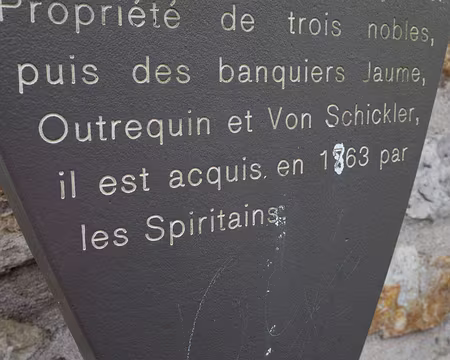 Propriété de trois nobles,
puis des banquiers Jaume,
Outrequin et Von Schickler,
il est acquis en 1863 par
les Spiritains.